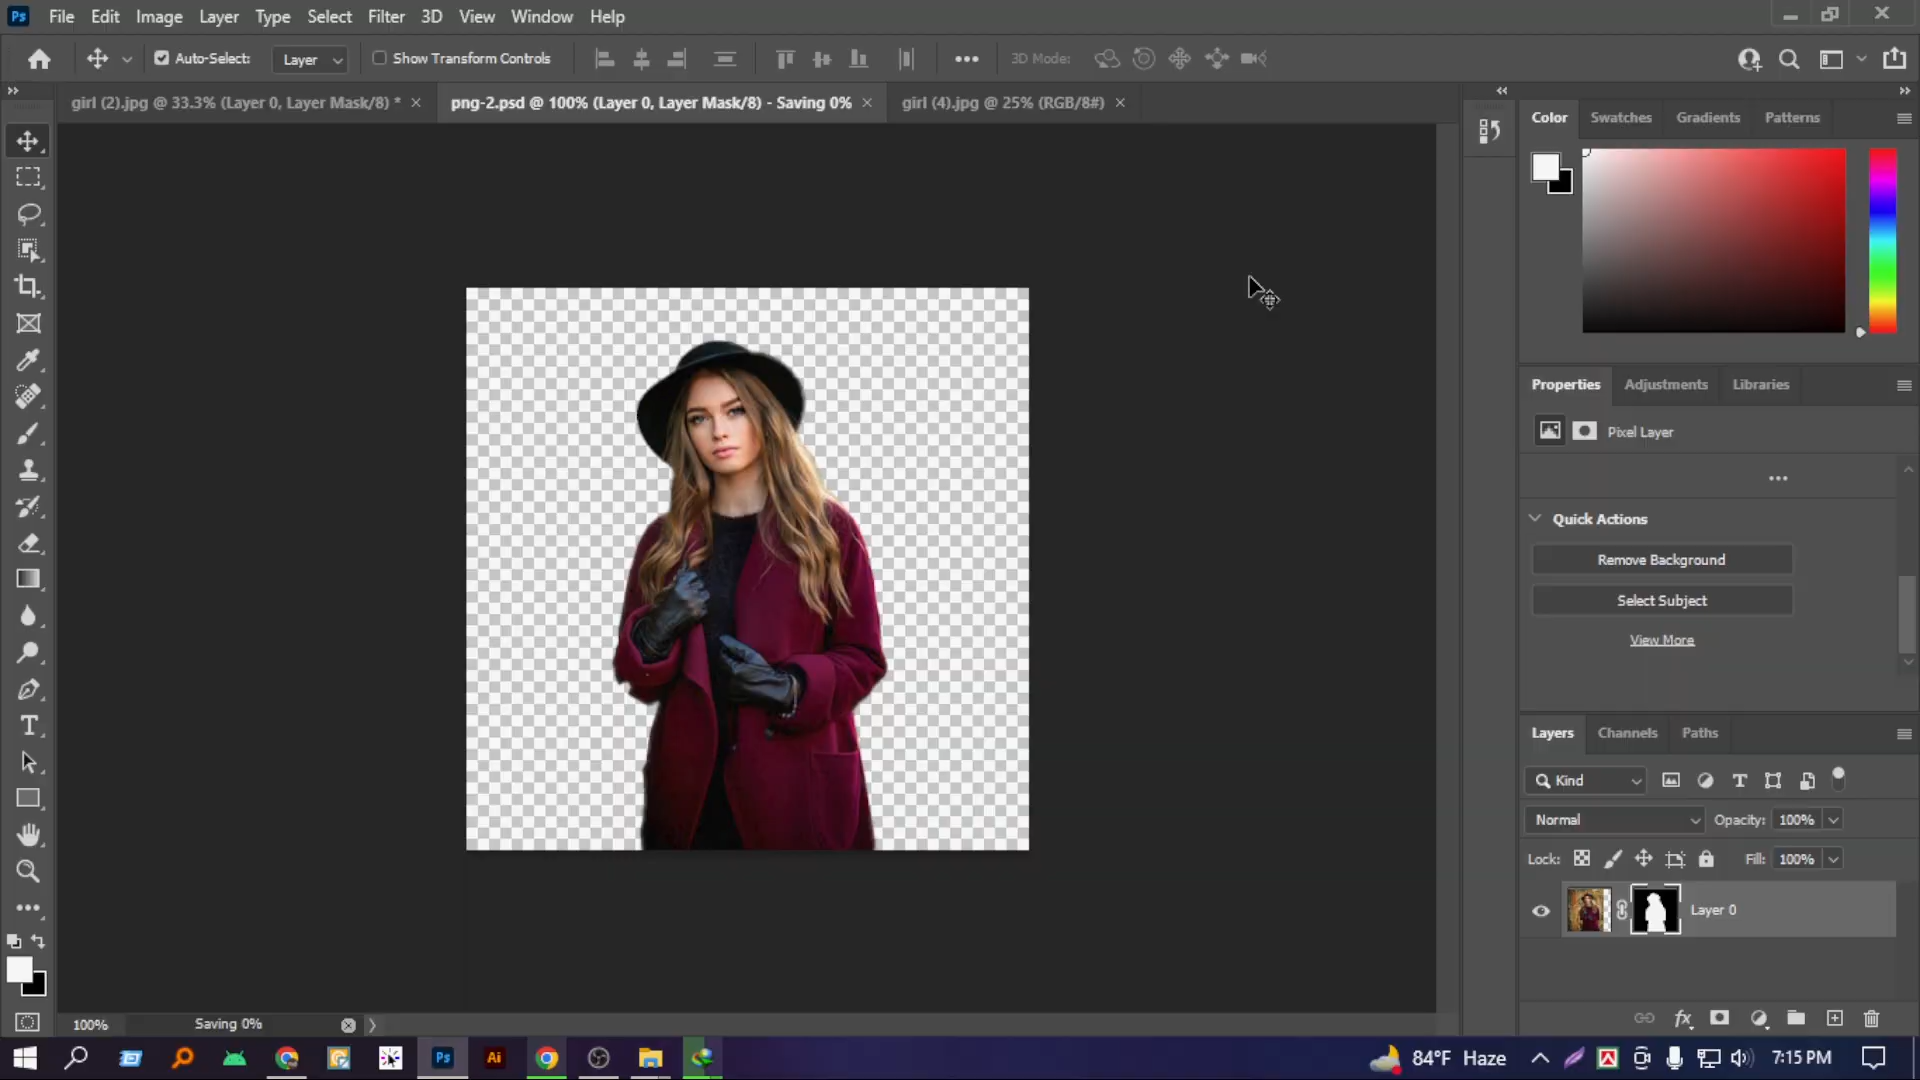 Ps File Edit Image Layer Type Select Filter 3D View Window Help
Auto-Select: Layer Show Transform Controls 3D Mode:
girl (2).jpg @ 33.3% (Layer 0, Layer Mask/8) * × png-2.psd @ 100% (Layer 0, Layer Mask/8) - Saving 0% × girl (4).jpg @ 25% (RGB/8#) ×
Color Swatches Gradients Patterns
Properties Adjustments Libraries
Pixel Layer
Quick Actions
Remove Background
Select Subject
View More
Layers Channels Paths
Kind
Normal Opacity: 100%
Lock: Fill: 100%
Layer 0
100% Saving 0%
Ps Ai 84°F Haze 7:15 PM